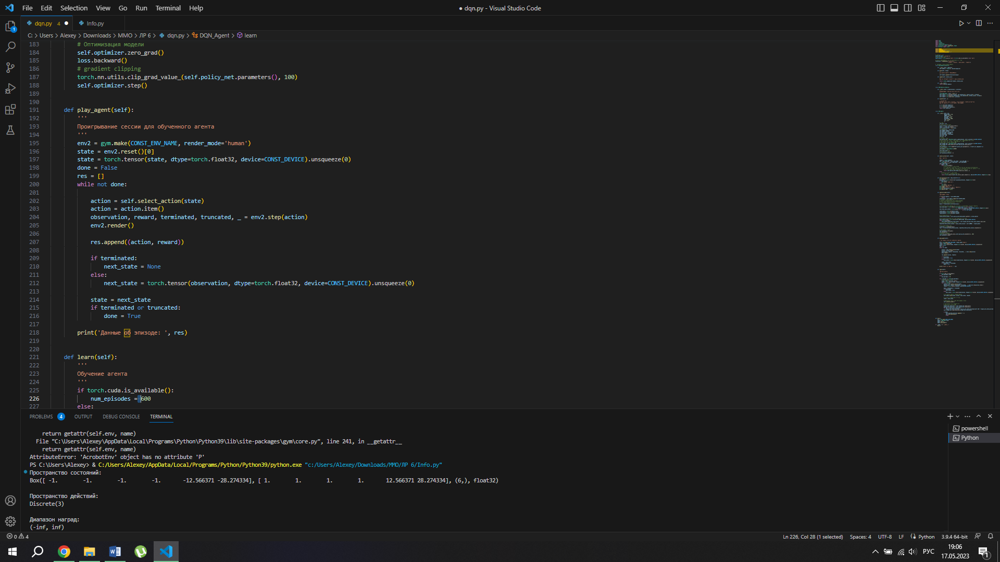 File Edit Selection View Go Run Terminal Help
● dqn.py - Visual Studio Code
dqn.py 4 ● Info.py
C: > Users > Alexey > Downloads > MMO > ЛР 6 > dqn.py > DQN_Agent > learn
183 # Оптимизация модели
184 self.optimizer.zero_grad()
185 loss.backward()
186 # gradient clipping
187 torch.nn.utils.clip_grad_value_(self.policy_net.parameters(), 100)
188 self.optimizer.step()
189
190
191 def play_agent(self):
192 '''
193 Проигрывание сессии для обученного агента
194 '''
195 env2 = gym.make(CONST_ENV_NAME, render_mode='human')
196 state = env2.reset()[0]
197 state = torch.tensor(state, dtype=torch.float32, device=CONST_DEVICE).unsqueeze(0)
198 done = False
199 res = []
200 while not done:
201
202 action = self.select_action(state)
203 action = action.item()
204 observation, reward, terminated, truncated, _ = env2.step(action)
205 env2.render()
206
207 res.append((action, reward))
208
209 if terminated:
210 next_state = None
211 else:
212 next_state = torch.tensor(observation, dtype=torch.float32, device=CONST_DEVICE).unsqueeze(0)
213
214 state = next_state
215 if terminated or truncated:
216 done = True
217
218 print('Данные об эпизоде: ', res)
219
220
221 def learn(self):
222 '''
223 Обучение агента
224 '''
225 if torch.cuda.is_available():
226 num_episodes = 600
227 else:
PROBLEMS 4 OUTPUT DEBUG CONSOLE TERMINAL
return getattr(self.env, name)
File "C:\Users\Alexey\AppData\Local\Programs\Python\Python39\lib\site-packages\gym\core.py", line 241, in __getattr__
return getattr(self.env, name)
AttributeError: 'AcrobotEnv' object has no attribute 'P'
PS C:\Users\Alexey> & C:/Users/Alexey/AppData/Local/Programs/Python/Python39/python.exe "c:/Users/Alexey/Downloads/MMO/ЛР 6/Info.py"
Пространство состояний:
Box([ -1. -1. -1. -1. -12.566371 -28.274334], [ 1. 1. 1. 1. 12.566371 28.274334], (6,), float32)
Пространство действий:
Discrete(3)
Диапазон наград:
(-inf, inf)
powershell
Python
0 4 Ln 226, Col 28 (1 selected) Spaces: 4 UTF-8 LF Python 3.9.4 64-bit
РУС 19:06
17.05.2023
1